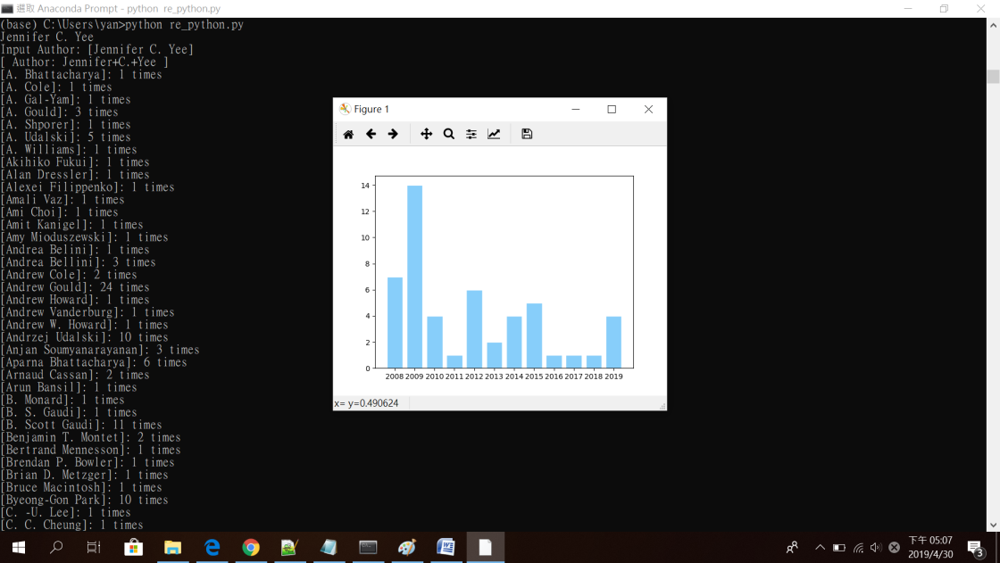 選取 Anaconda Prompt - python  re_python.py
(base) C:\Users\yan>python re_python.py
Jennifer C. Yee
Input Author: [Jennifer C. Yee]
[ Author: Jennifer+C.+Yee ]
[A. Bhattacharya]: 1 times
[A. Cole]: 1 times
[A. Gal-Yam]: 1 times
[A. Gould]: 3 times
[A. Shporer]: 1 times
[A. Udalski]: 5 times
[A. Williams]: 1 times
[Akihiko Fukui]: 1 times
[Alan Dressler]: 1 times
[Alexei Filippenko]: 1 times
[Amali Vaz]: 1 times
[Ami Choi]: 1 times
[Amit Kanigel]: 1 times
[Amy Mioduszewski]: 1 times
[Andrea Belini]: 1 times
[Andrea Bellini]: 3 times
[Andrew Cole]: 2 times
[Andrew Gould]: 24 times
[Andrew Howard]: 1 times
[Andrew Vanderburg]: 1 times
[Andrew W. Howard]: 1 times
[Andrzej Udalski]: 10 times
[Anjan Soumyanarayanan]: 3 times
[Aparna Bhattacharya]: 6 times
[Arnaud Cassan]: 2 times
[Arun Bansil]: 1 times
[B. Monard]: 1 times
[B. S. Gaudi]: 1 times
[B. Scott Gaudi]: 11 times
[Benjamin T. Montet]: 2 times
[Bertrand Mennesson]: 1 times
[Brendan P. Bowler]: 1 times
[Brian D. Metzger]: 1 times
[Bruce Macintosh]: 1 times
[Byeong-Gon Park]: 10 times
[C. -U. Lee]: 1 times
[C. C. Cheung]: 1 times
Figure 1
14
12
10
8
6
4
2
0
2008 2009 2010 2011 2012 2013 2014 2015 2016 2017 2018 2019
x= y=0.490624
下午 05:07
2019/4/30
3